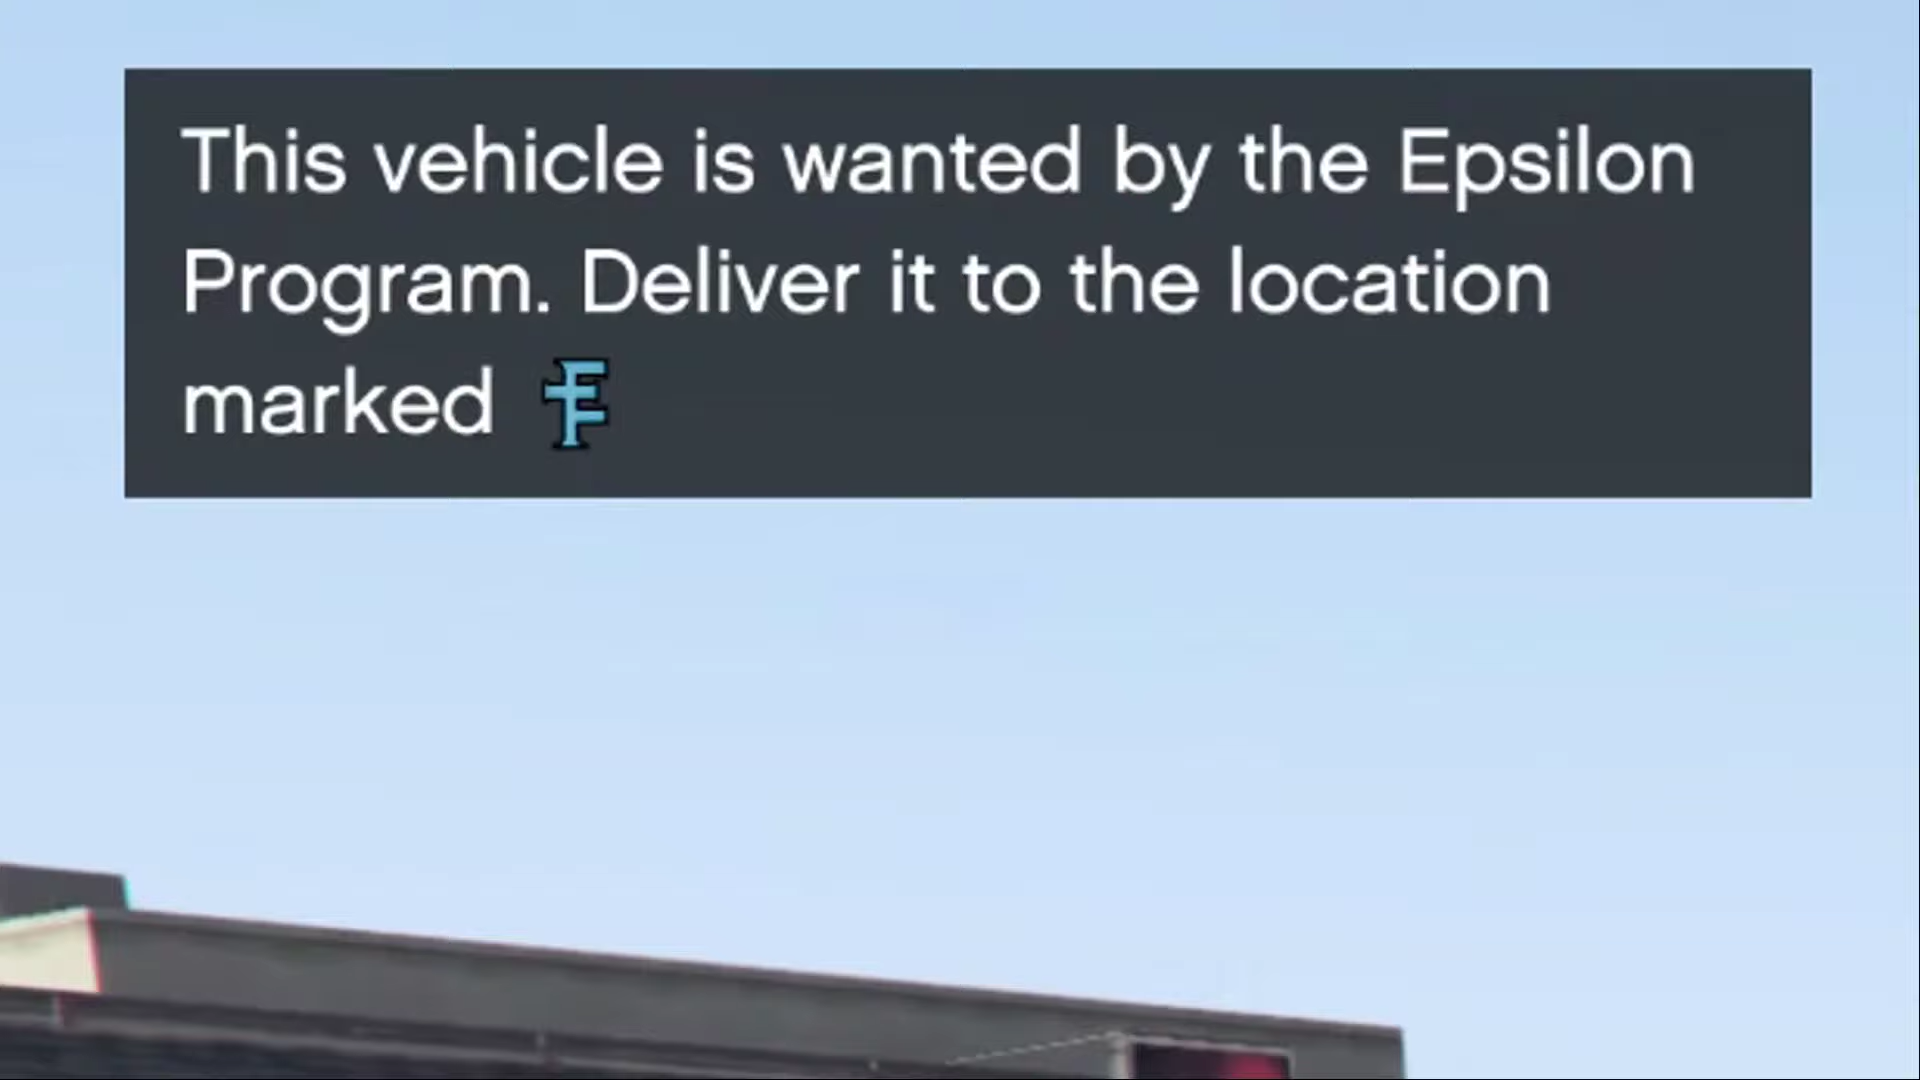 This vehicle is wanted by the Epsilon
Program. Deliver it to the location
marked